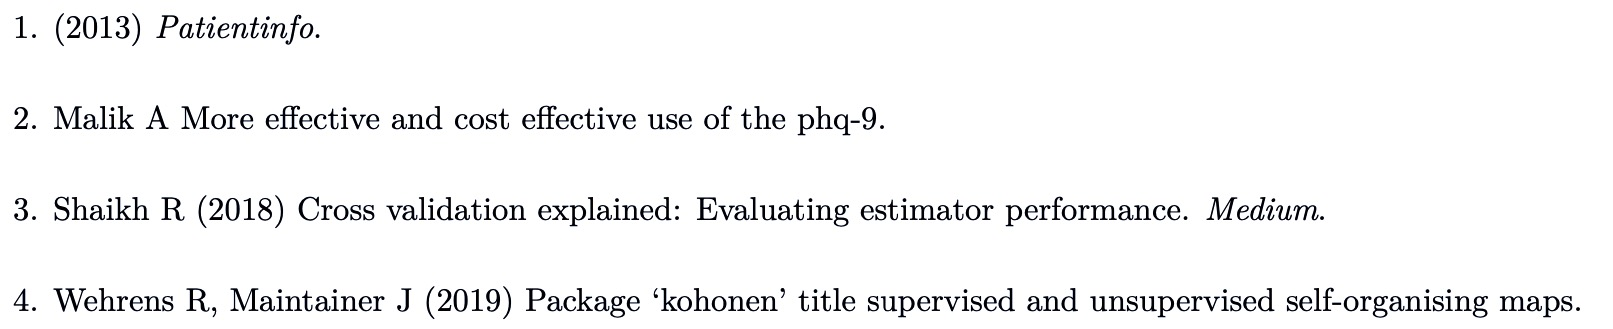 1. (2013) Patientinfo.
2. Malik A More effective and cost effective use of the phq-9.
3. Shaikh R (2018) Cross validation explained: Evaluating estimator performance. Medium.
4. Wehrens R, Maintainer J (2019) Package ‘kohonen’ title supervised and unsupervised self-organising maps.